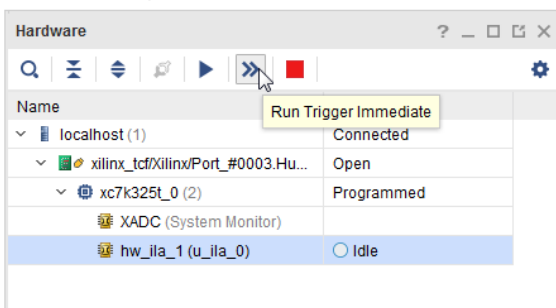 Hardware
Run Trigger Immediate
Name
localhost (1) Connected
xilinx_tcf/Xilinx/Port_#0003.Hu... Open
xc7k325t_0 (2) Programmed
XADC (System Monitor)
hw_ila_1 (u_ila_0) Idle